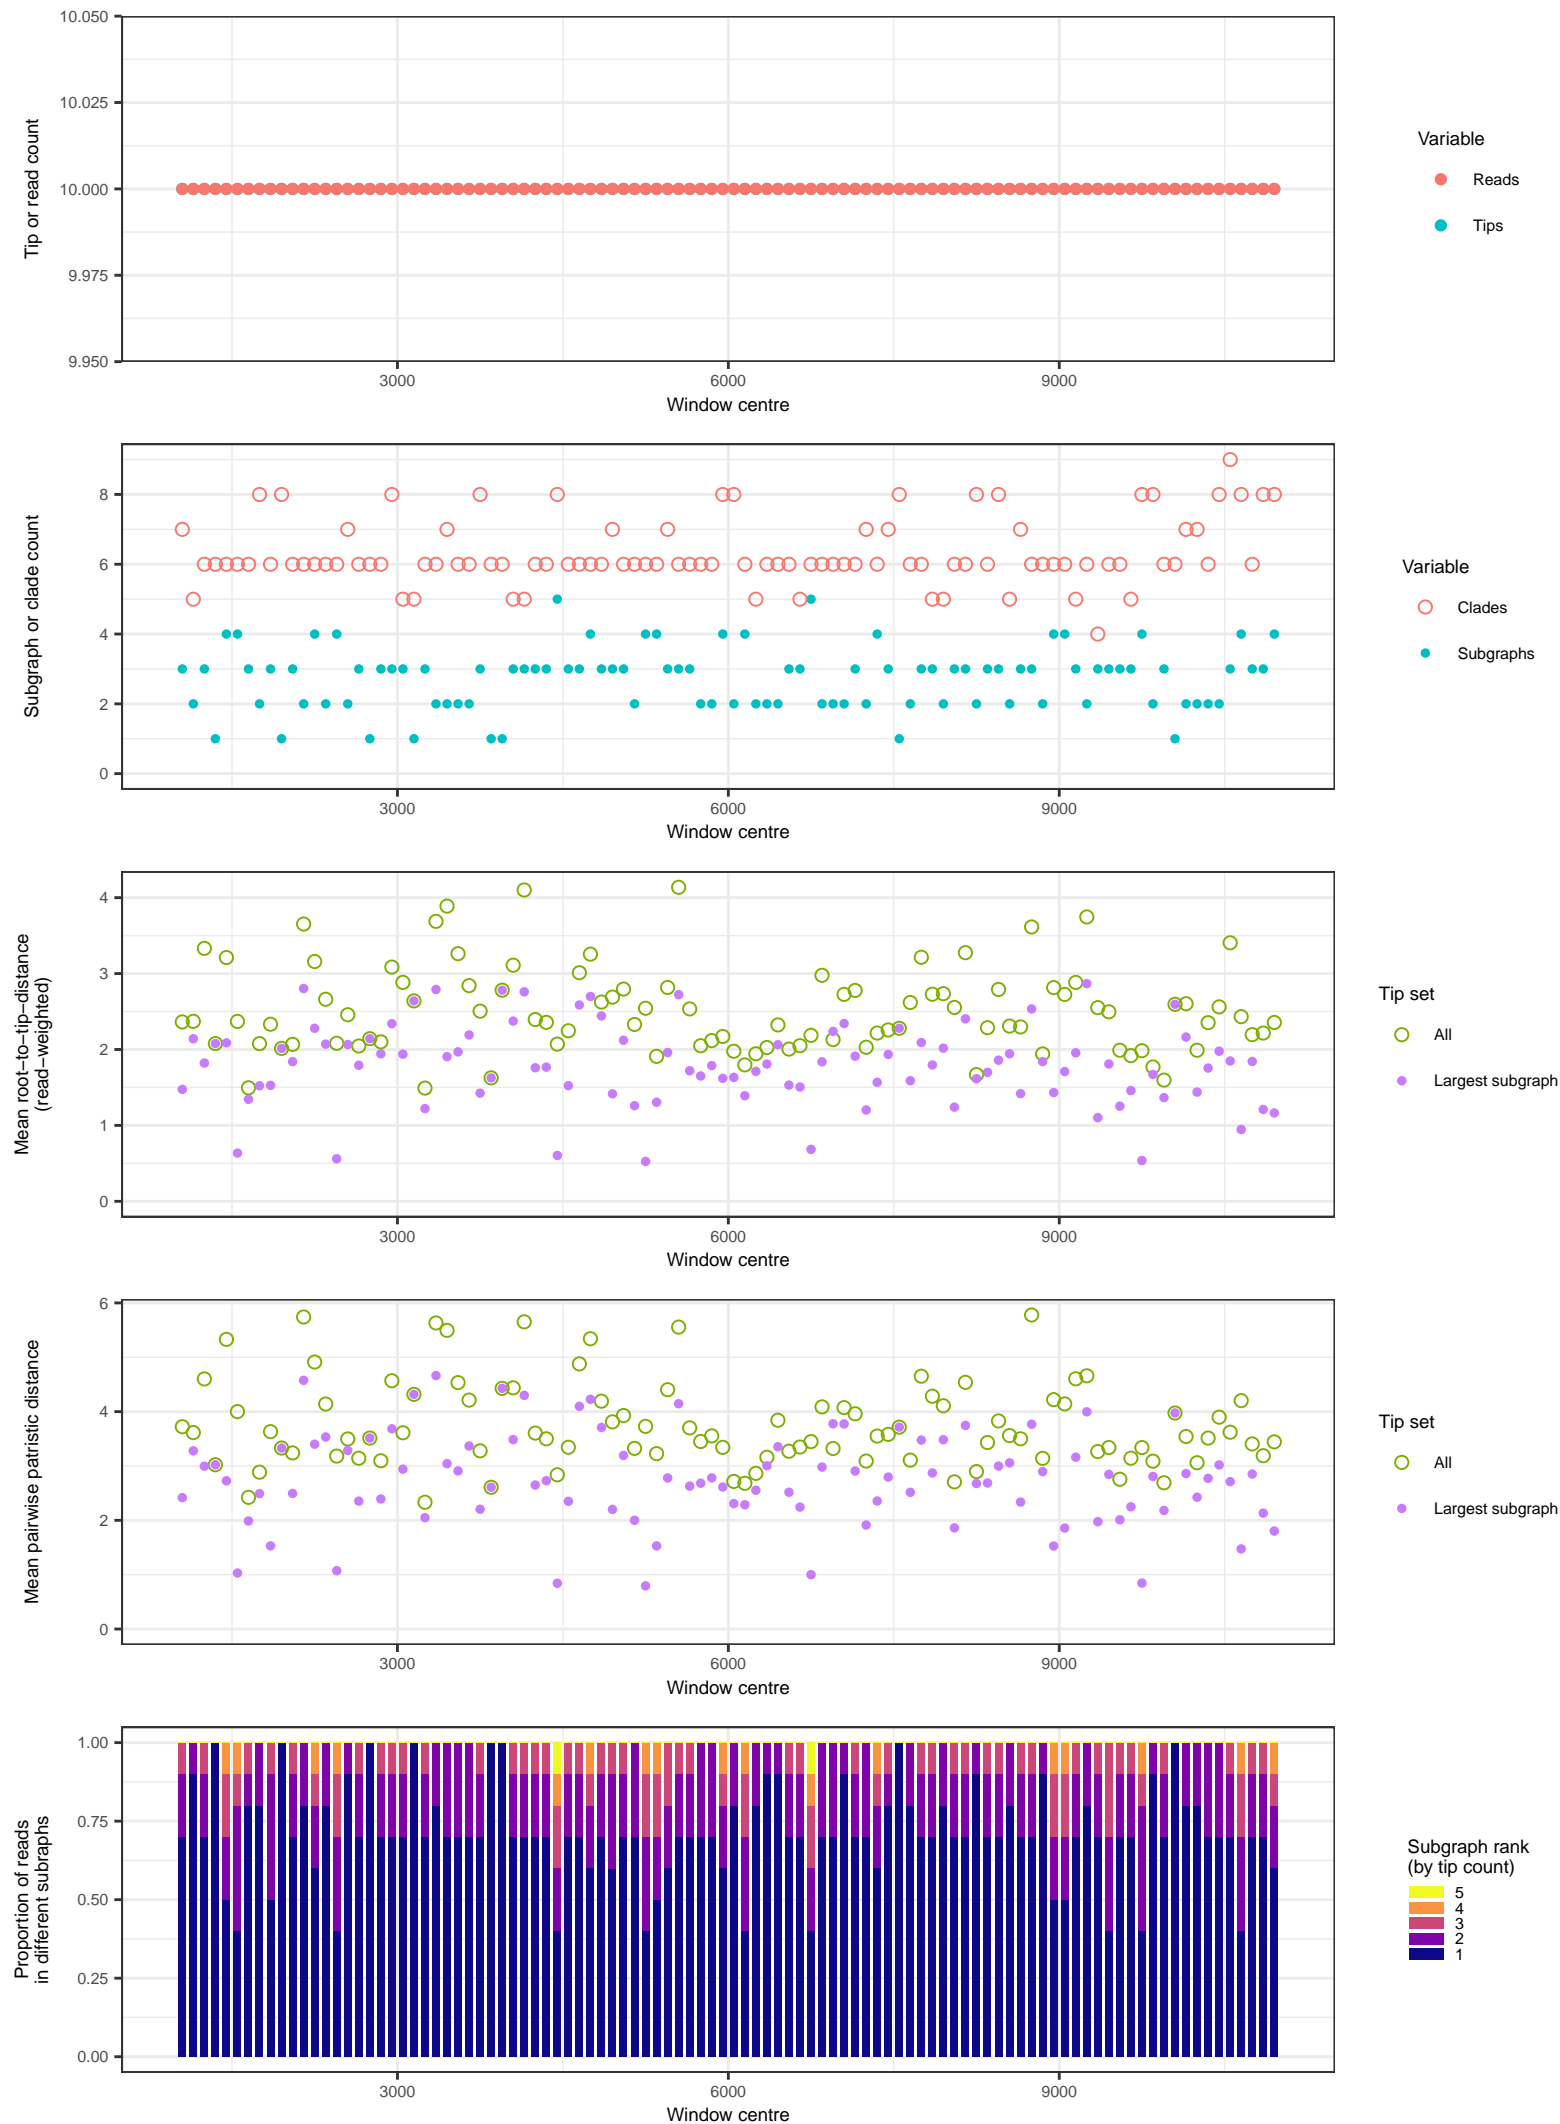 10.050
10.025
10.000
9.975
9.950
Tip or read count
3000 6000 9000
Window centre
Variable
Reads
Tips
8
6
4
2
0
Subgraph or clade count
3000 6000 9000
Window centre
Variable
Clades
Subgraphs
4
3
2
1
0
Mean root−to−tip−distance
(read−weighted)
3000 6000 9000
Window centre
Tip set
All
Largest subgraph
6
4
2
0
Mean pairwise patristic distance
3000 6000 9000
Window centre
Tip set
All
Largest subgraph
1.00
0.75
0.50
0.25
0.00
Proportion of reads
in different subraphs
3000 6000 9000
Window centre
Subgraph rank
(by tip count)
5
4
3
2
1